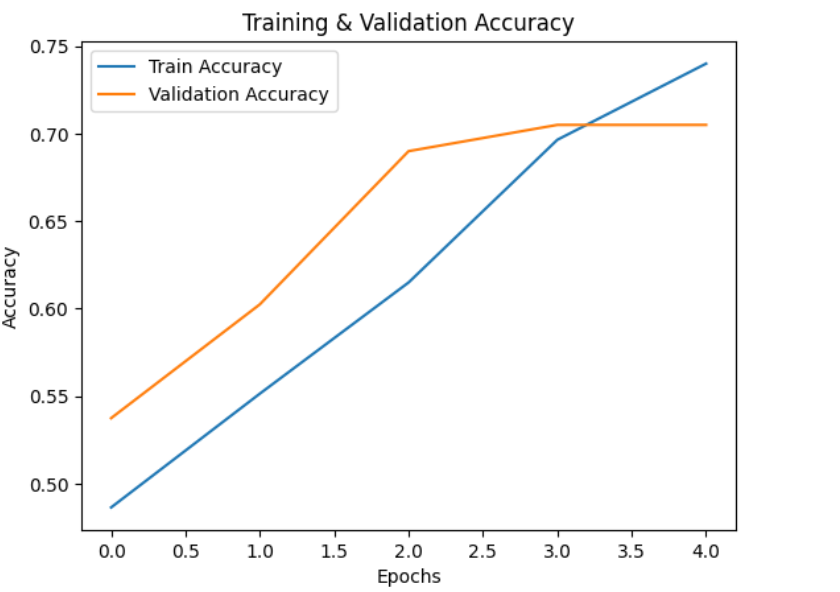 Training & Validation Accuracy
Train Accuracy
Validation Accuracy
0.75
0.70
0.65
0.60
0.55
0.50
Accuracy
0.0 0.5 1.0 1.5 2.0 2.5 3.0 3.5 4.0
Epochs